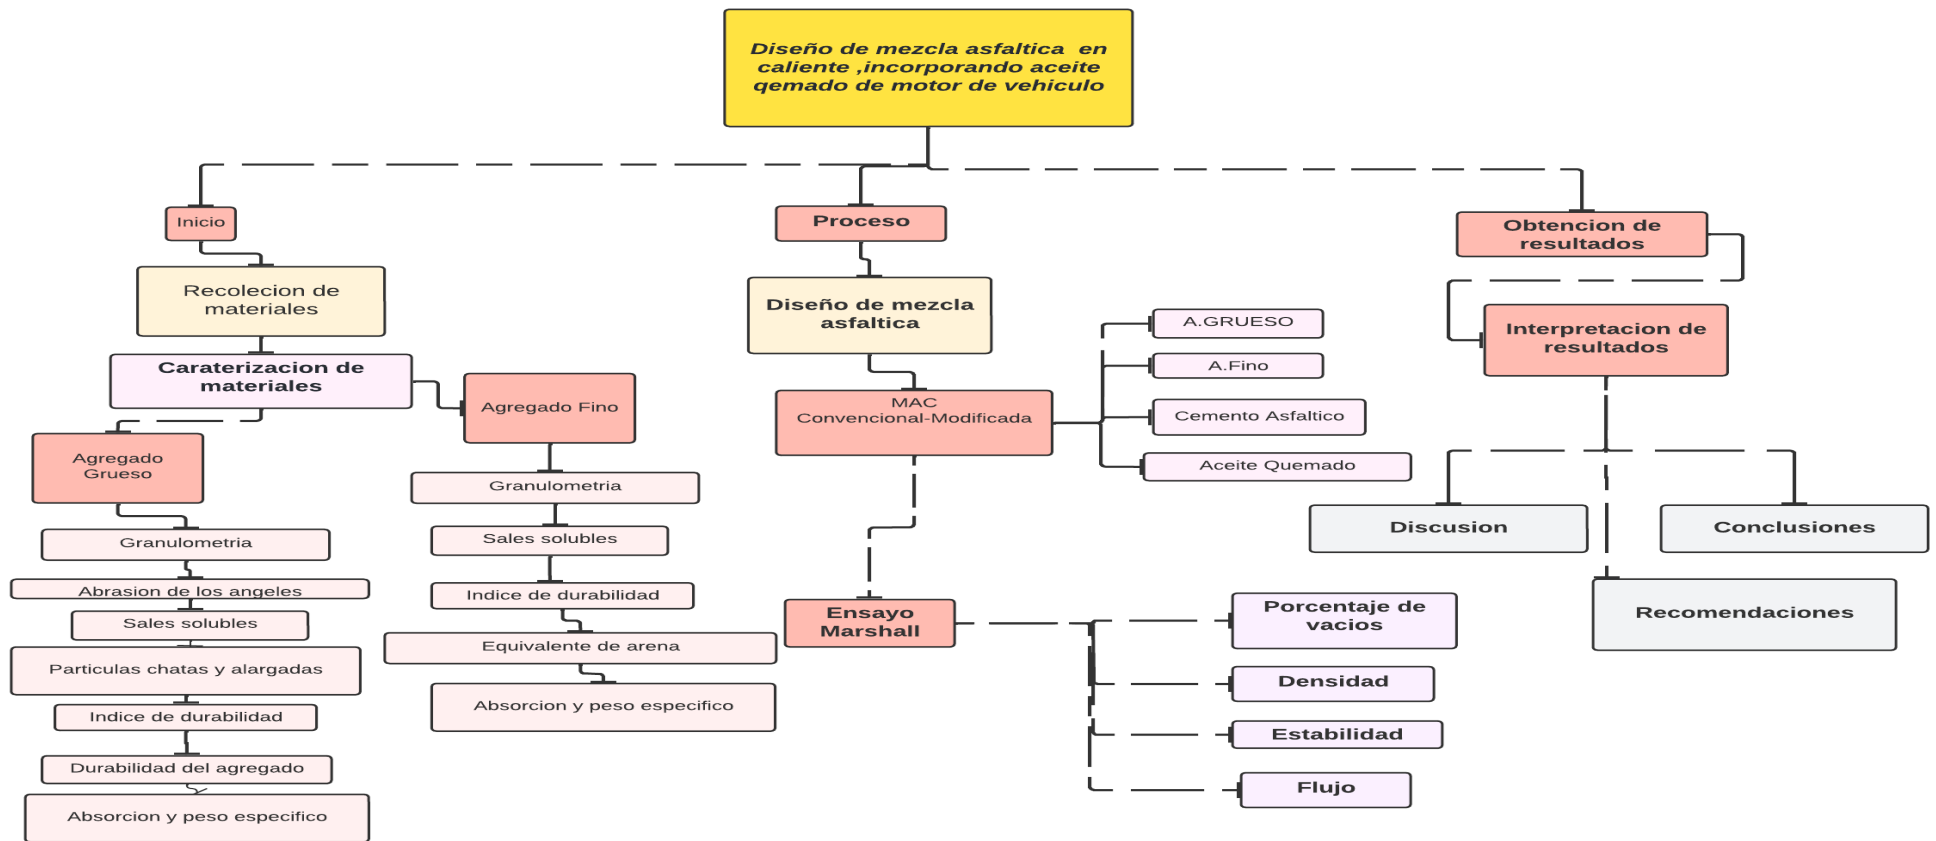 Diseño de mezcla asfaltica en
caliente ,incorporando aceite
qemado de motor de vehiculo
Inicio
Recolecion de
materiales
Caraterizacion de
materiales
Agregado
Grueso
Granulometria
Abrasion de los angeles
Sales solubles
Particulas chatas y alargadas
Indice de durabilidad
Durabilidad del agregado
Absorcion y peso especifico
Agregado Fino
Granulometria
Sales solubles
Indice de durabilidad
Equivalente de arena
Absorcion y peso especifico
Proceso
Diseño de mezcla
asfaltica
MAC
Convencional-Modificada
A.GRUESO
A.Fino
Cemento Asfaltico
Aceite Quemado
Ensayo
Marshall
Porcentaje de
vacios
Densidad
Estabilidad
Flujo
Obtencion de
resultados
Interpretacion de
resultados
Discusion
Conclusiones
Recomendaciones